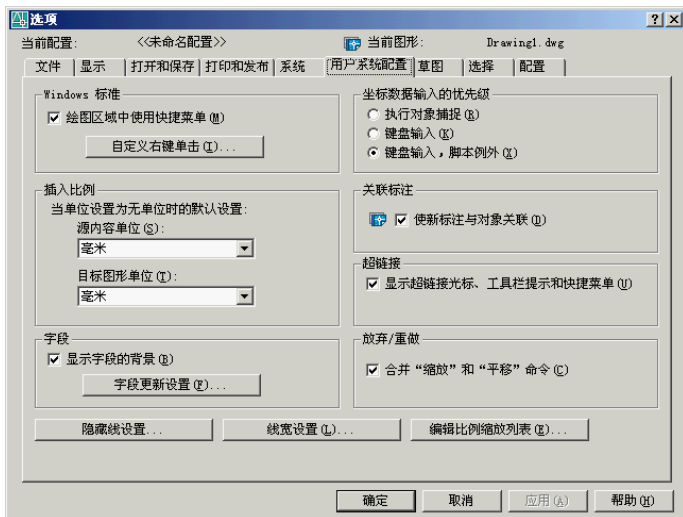 选项
当前配置: <<未命名配置>> 当前图形: Drawing1.dwg
文件 显示 打开和保存 打印和发布 系统 用户系统配置 草图 选择 配置
Windows 标准
绘图区域中使用快捷菜单(M)
自定义右键单击(I)...
坐标数据输入的优先级
执行对象捕捉(R)
键盘输入(K)
键盘输入，脚本例外(X)
插入比例
当单位设置为无单位时的默认设置:
源内容单位(S):
毫米
目标图形单位(T):
毫米
关联标注
使新标注与对象关联(D)
超链接
显示超链接光标、工具栏提示和快捷菜单(U)
字段
显示字段的背景(B)
字段更新设置(F)...
放弃/重做
合并“缩放”和“平移”命令(C)
隐藏线设置... 线宽设置(L)... 编辑比例缩放列表(E)...
确定 取消 应用(A) 帮助(H)